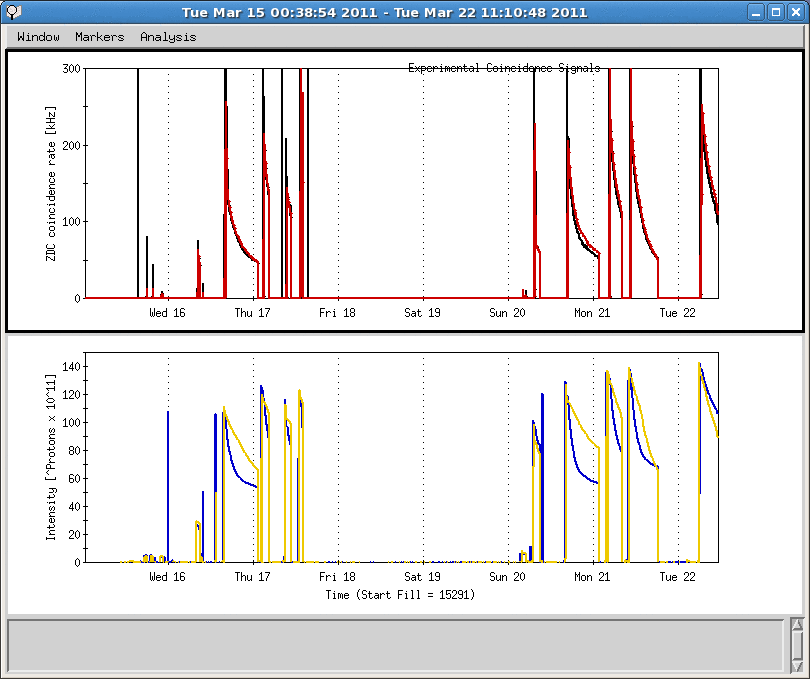 Tue Mar 15 00:38:54 2011 - Tue Mar 22 11:10:48 2011
Window Markers Analysis
Experimental Coincidence Signals
ZDC coincidence rate [kHz]
300
200
100
0
Wed 16 Thu 17 Fri 18 Sat 19 Sun 20 Mon 21 Tue 22
Intensity [^Protons x 10^11]
140
120
100
80
60
40
20
0
Wed 16 Thu 17 Fri 18 Sat 19 Sun 20 Mon 21 Tue 22
Time (Start Fill = 15291)